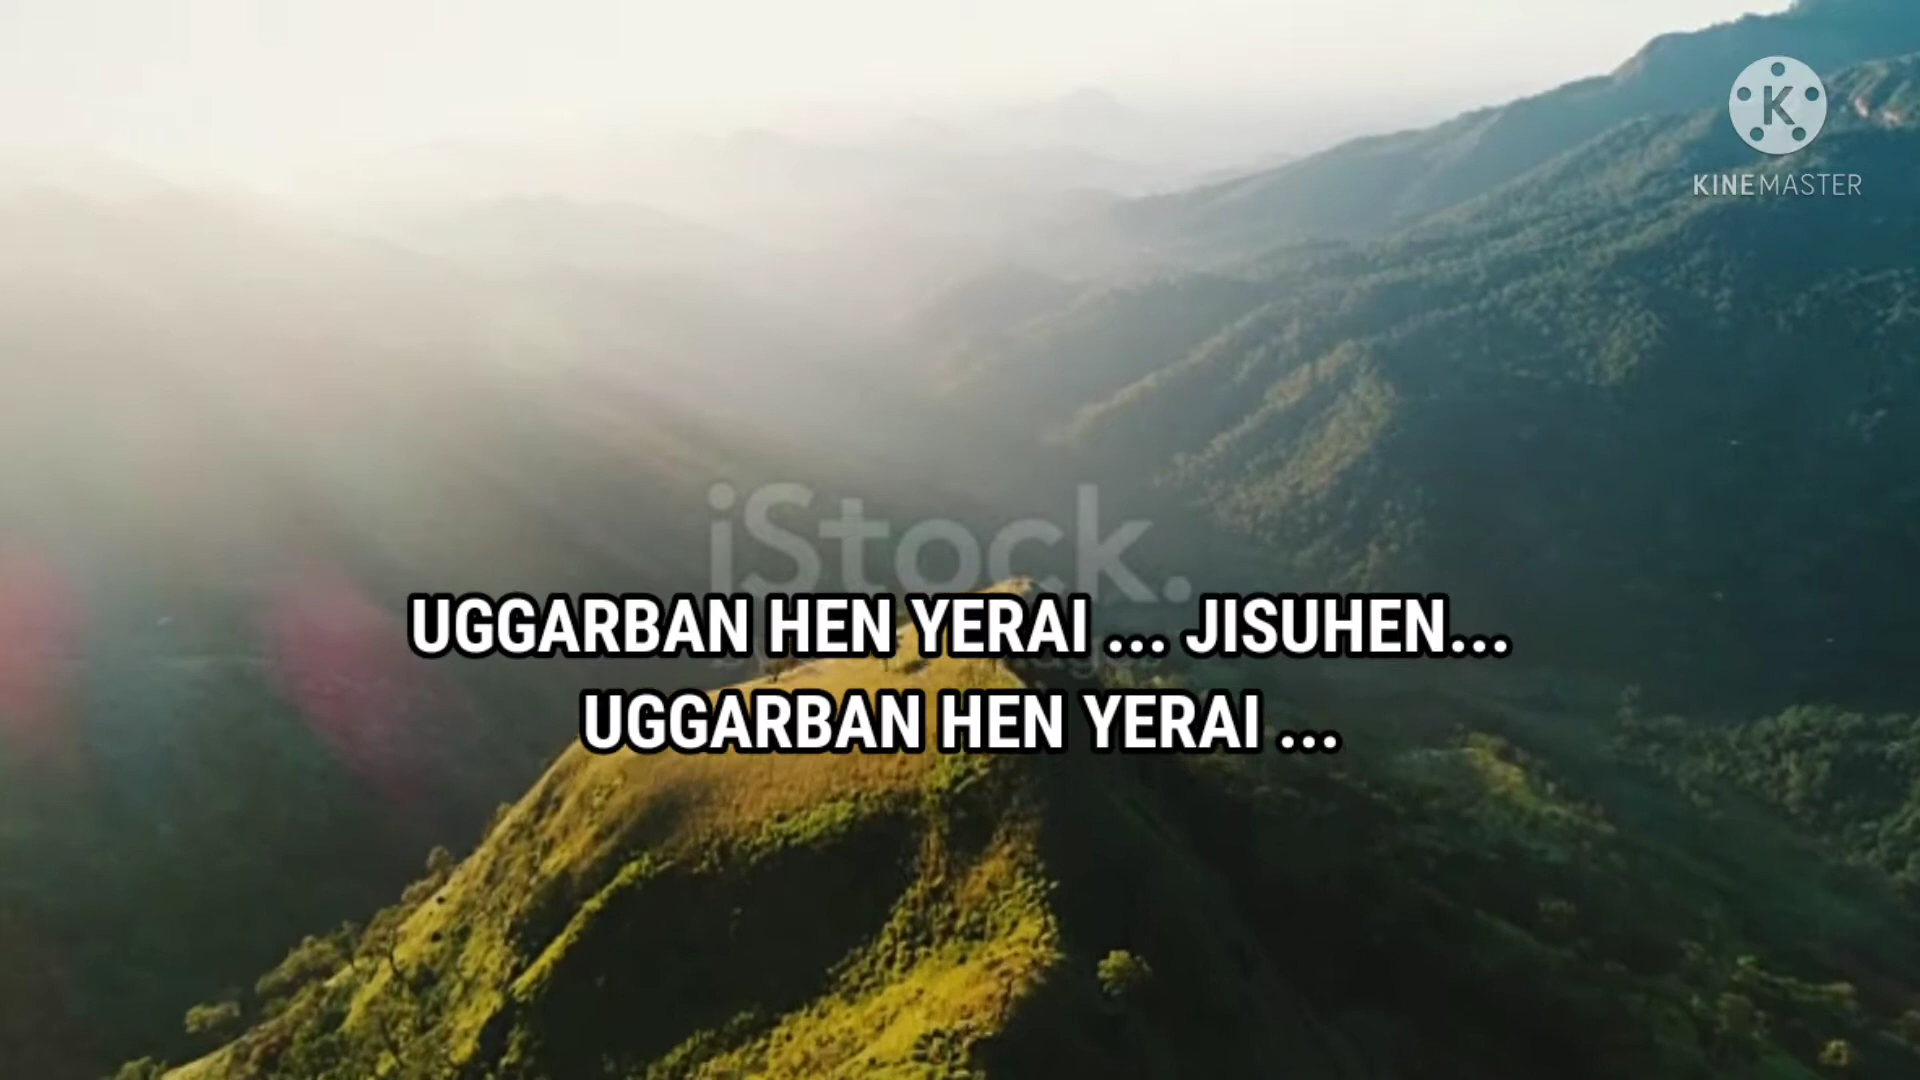 K
KINEMASTER
iStock.
UGGARBAN HEN YERAI ... JISUHEN...
UGGARBAN HEN YERAI ...